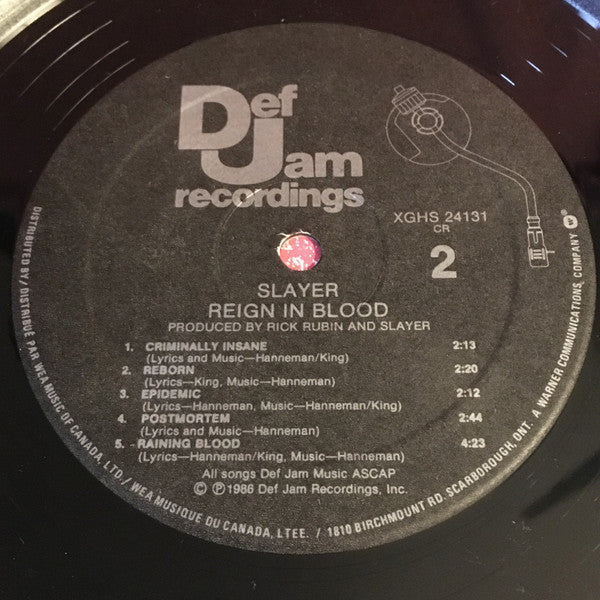 Def
Jam
recordings
XGHS 24131
CR
2
SLAYER
REIGN IN BLOOD
PRODUCED BY RICK RUBIN AND SLAYER
1. CRIMINALLY INSANE 2:13
(Lyrics and Music—Hanneman/King)
2. REBORN 2:20
(Lyrics—King, Music—Hanneman)
3. EPIDEMIC 2:12
(Lyrics—Hanneman, Music—Hanneman/King)
4. POSTMORTEM 2:44
(Lyrics and Music—Hanneman)
5. RAINING BLOOD 4:23
(Lyrics—Hanneman/King, Music—Hanneman)
All songs Def Jam Music ASCAP
© ℗ 1986 Def Jam Recordings, Inc.
DISTRIBUTED BY/DISTRIBUÉ PAR WEA MUSIC OF CANADA, LTD./WEA MUSIQUE DU CANADA, LTEE. / 1810 BIRCHMOUNT RD. SCARBOROUGH, ONT. A WARNER COMMUNICATIONS COMPANY